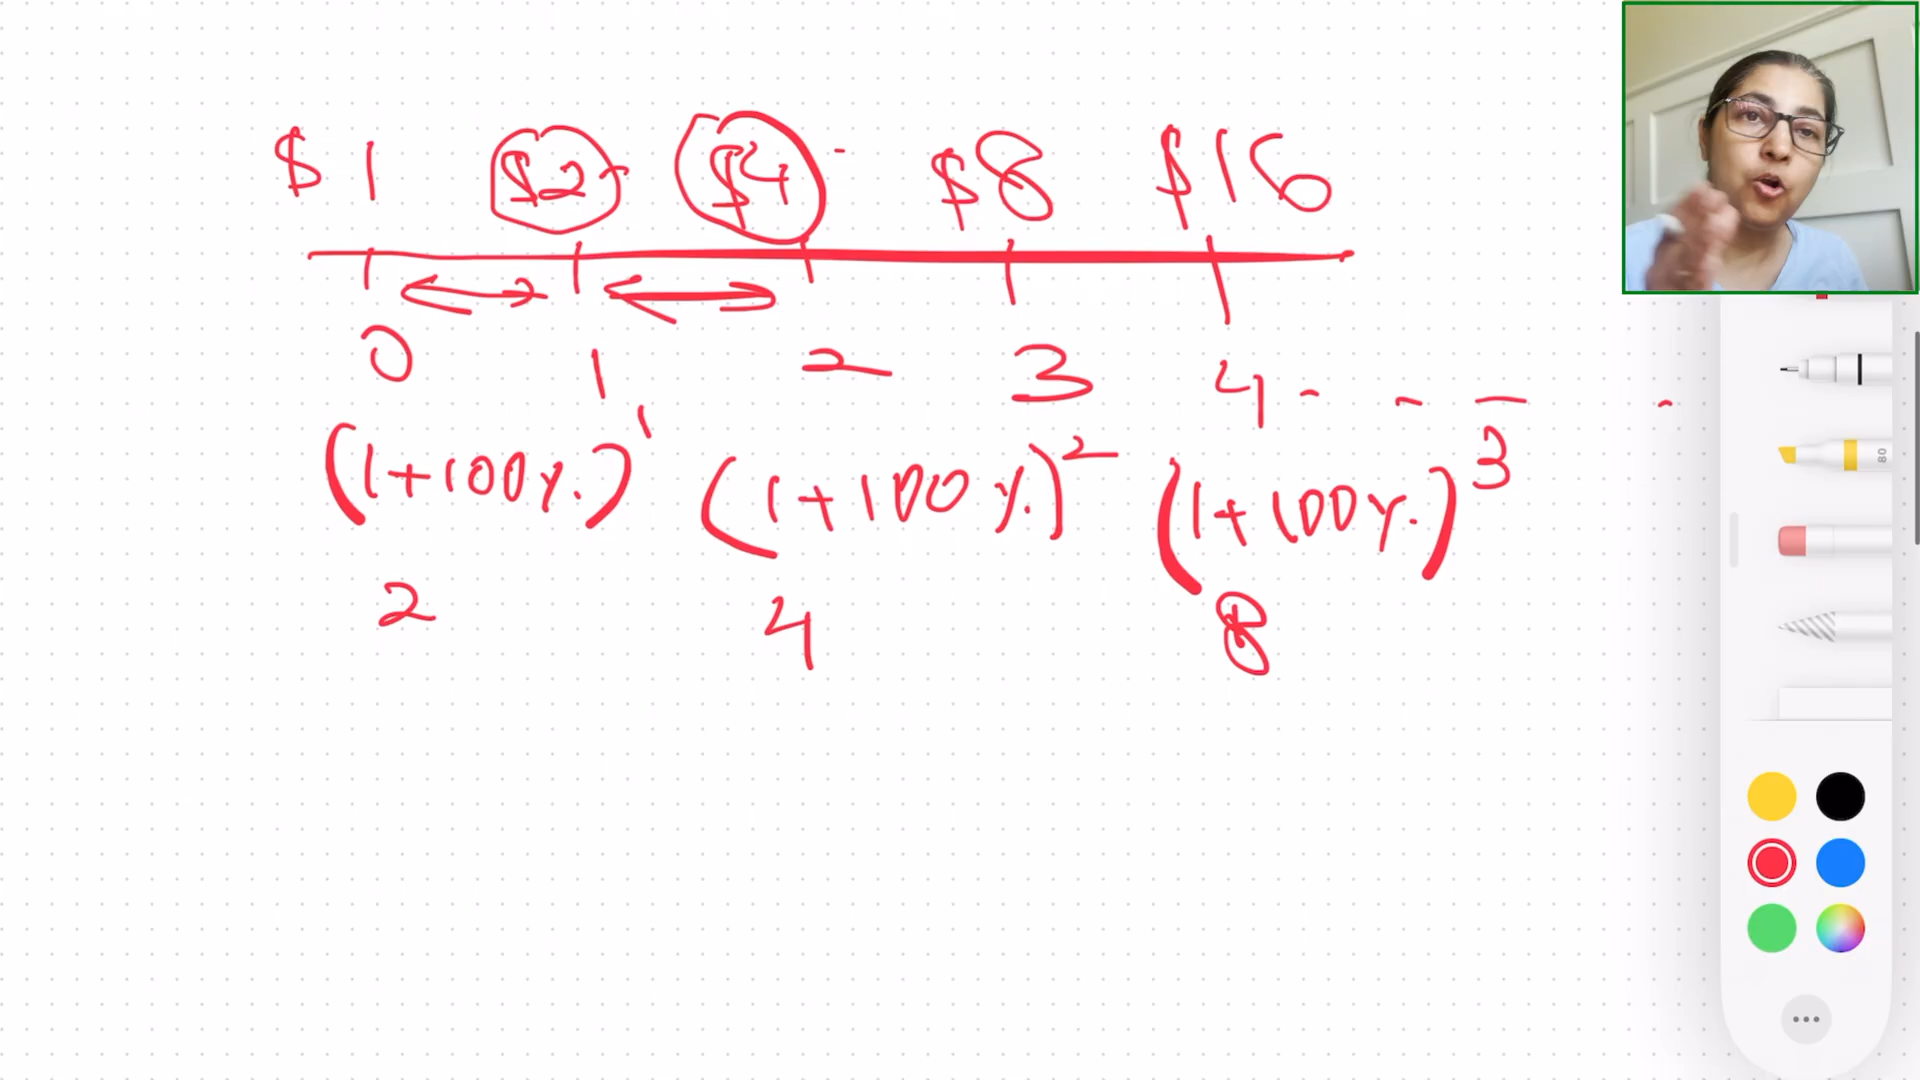 $1 $2 $4 $8 $16
0 1 2 3 4 - - - -
(1+100%)¹ (1+100%)² (1+100%)³
2 4 8
80